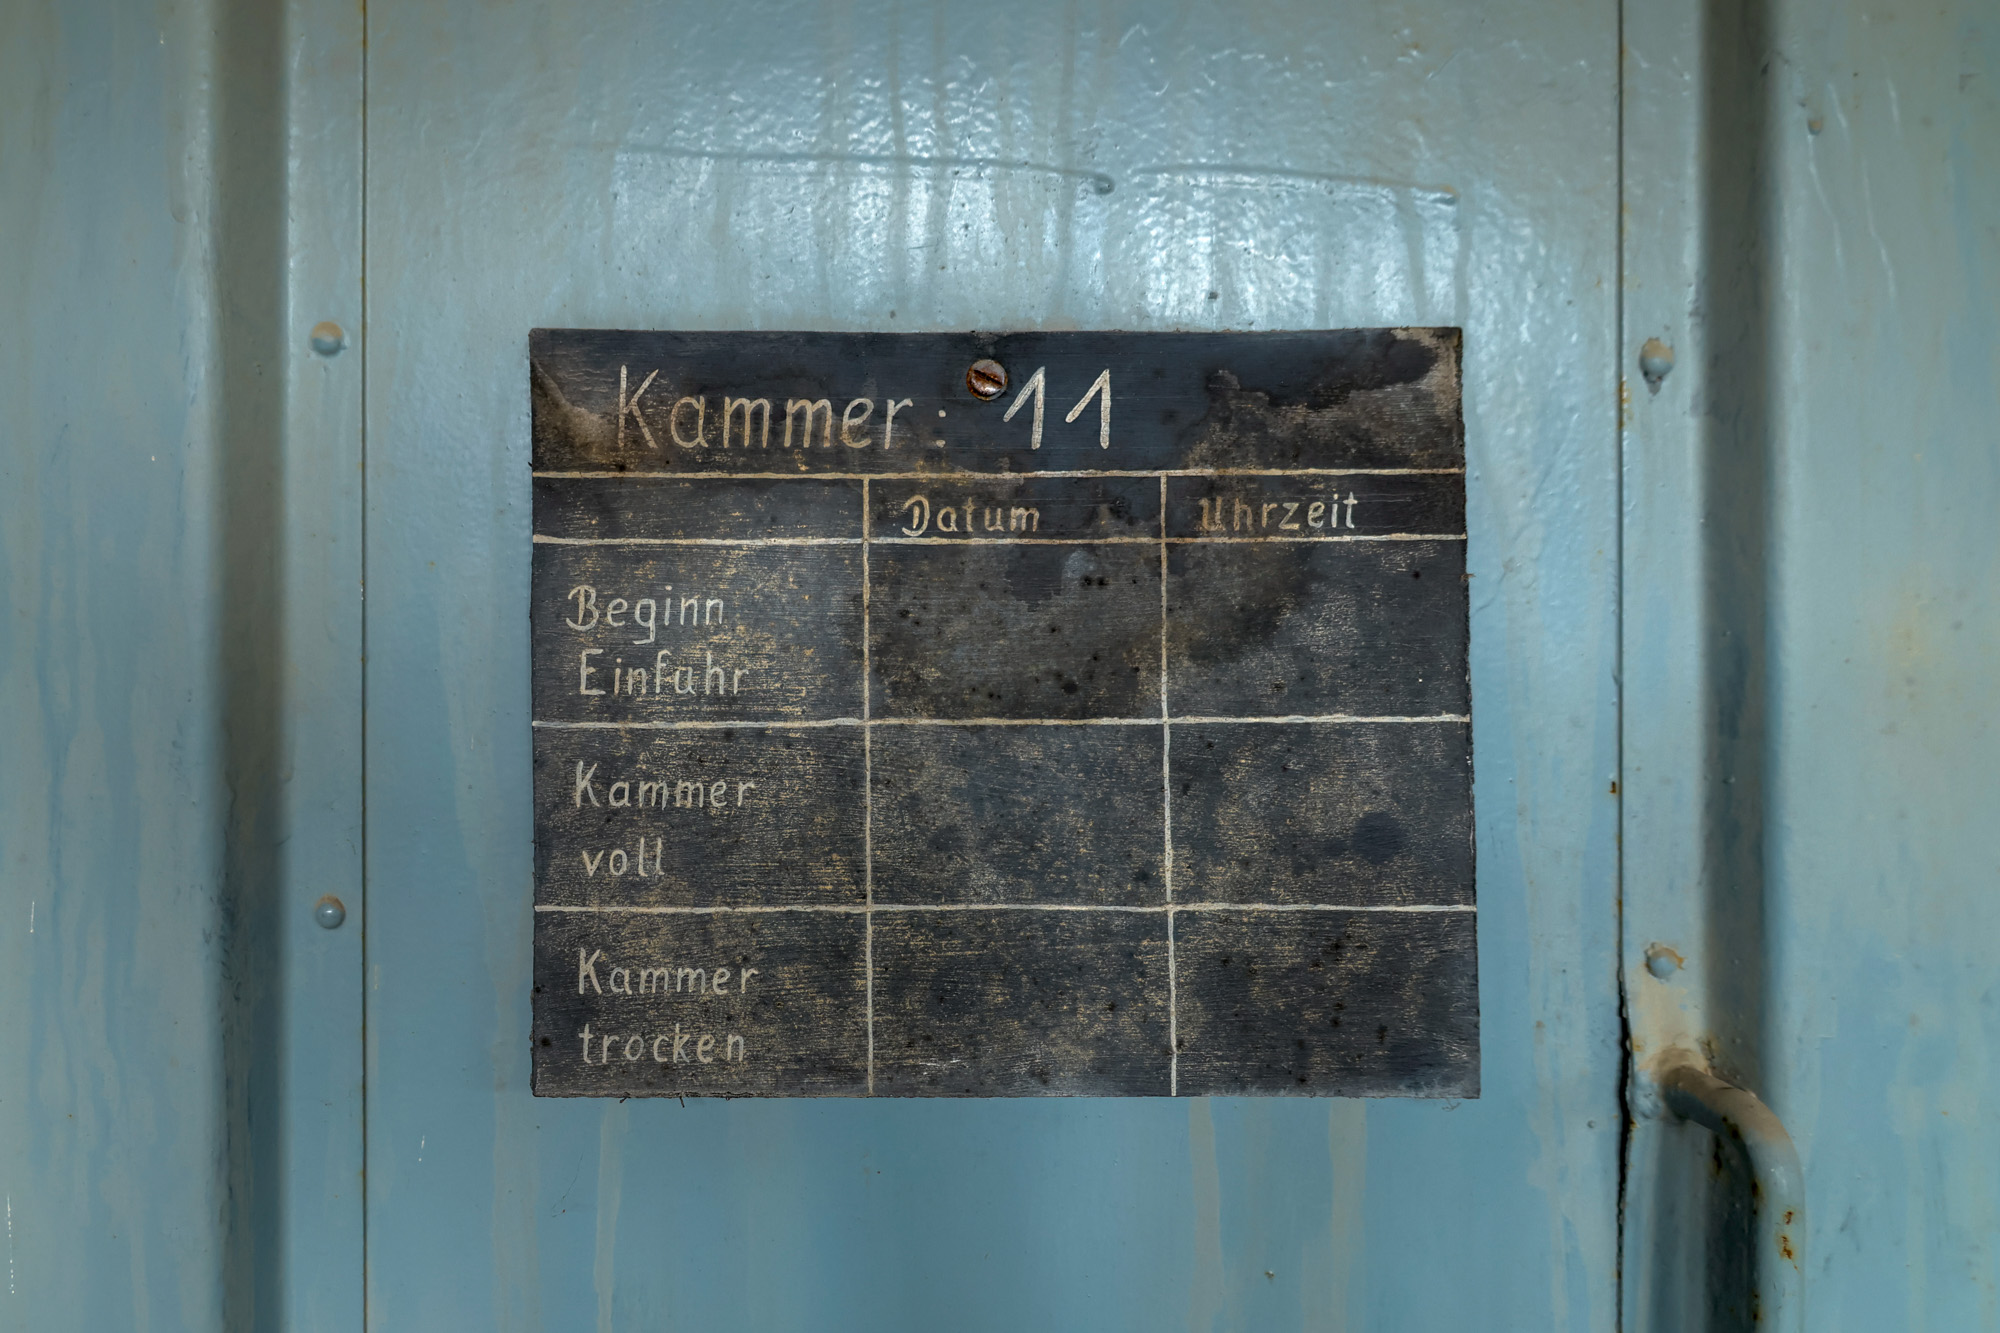 Kammer: 11
Datum Uhrzeit
Beginn
Einfuhr
Kammer
voll
Kammer
trocken